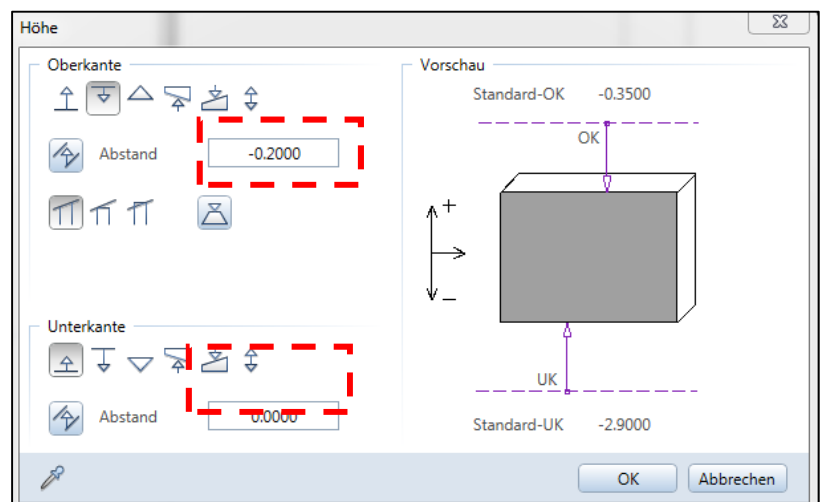 Höhe
Oberkante
Abstand -0.2000
Unterkante
Abstand 0.0000
Vorschau
Standard-OK -0.3500
OK
+
–
UK
Standard-UK -2.9000
OK Abbrechen